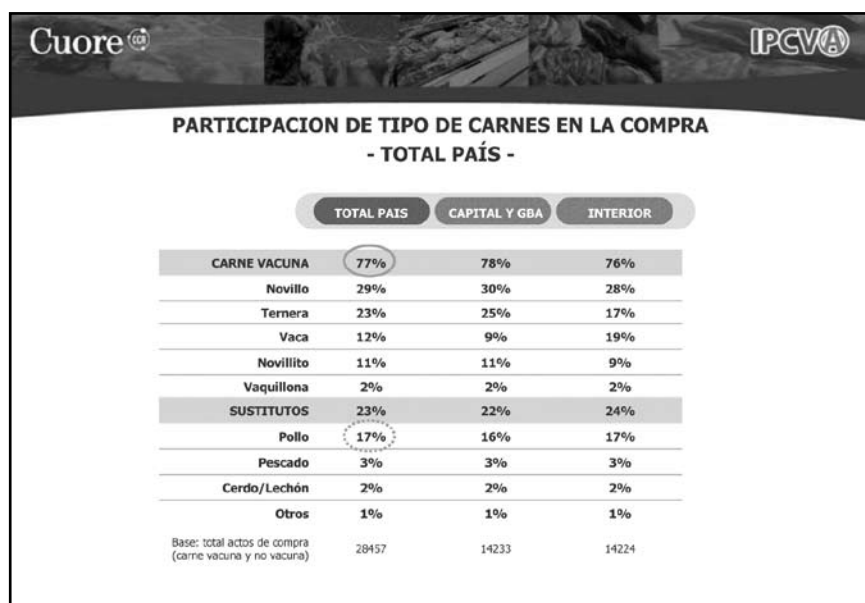 Cuore CCR
IPCVA
PARTICIPACION DE TIPO DE CARNES EN LA COMPRA
- TOTAL PAÍS -
TOTAL PAIS CAPITAL Y GBA INTERIOR
CARNE VACUNA 77% 78% 76%
Novillo 29% 30% 28%
Ternera 23% 25% 17%
Vaca 12% 9% 19%
Novillito 11% 11% 9%
Vaquillona 2% 2% 2%
SUSTITUTOS 23% 22% 24%
Pollo 17% 16% 17%
Pescado 3% 3% 3%
Cerdo/Lechón 2% 2% 2%
Otros 1% 1% 1%
Base: total actos de compra
(carne vacuna y no vacuna) 28457 14233 14224